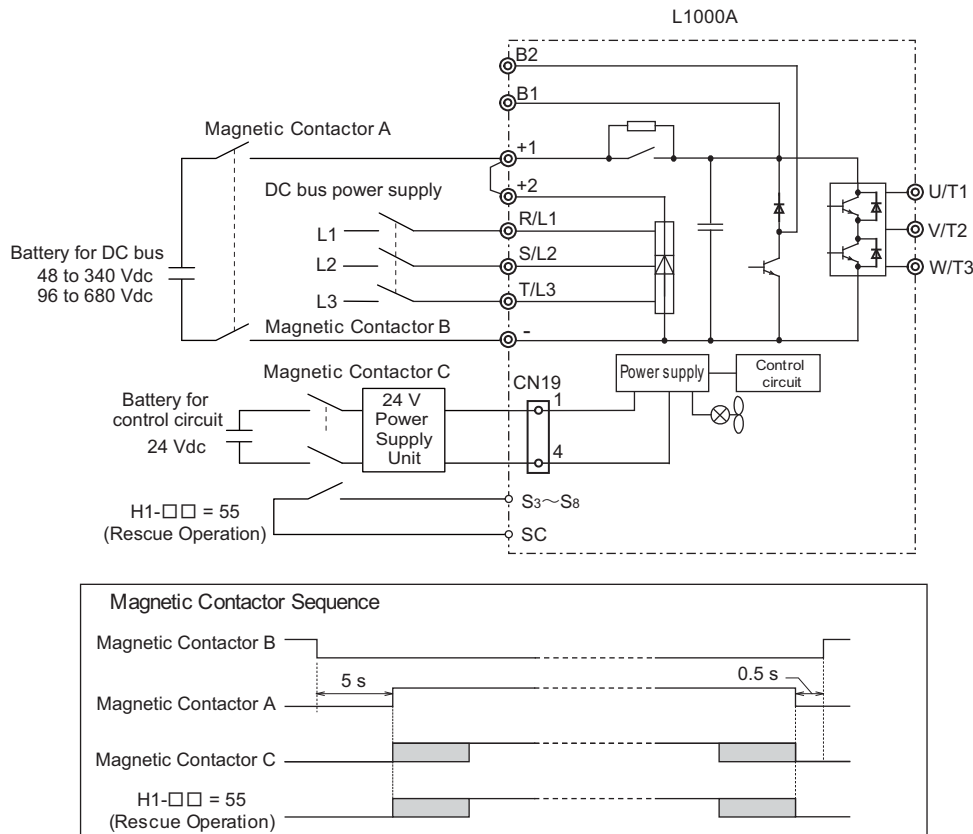 L1000A
B2
B1
Magnetic Contactor A
+1
DC bus power supply
+2
R/L1
L1
S/L2
L2
T/L3
L3
Battery for DC bus
48 to 340 Vdc
96 to 680 Vdc
U/T1
V/T2
W/T3
Magnetic Contactor B
-
Magnetic Contactor C
CN19
Power supply
Control
circuit
Battery for
control circuit
24 Vdc
24 V
Power
Supply
Unit
1
4
H1-□□ = 55
(Rescue Operation)
S3～S8
SC
Magnetic Contactor Sequence
Magnetic Contactor B
5 s
0.5 s
Magnetic Contactor A
Magnetic Contactor C
H1-□□ = 55
(Rescue Operation)